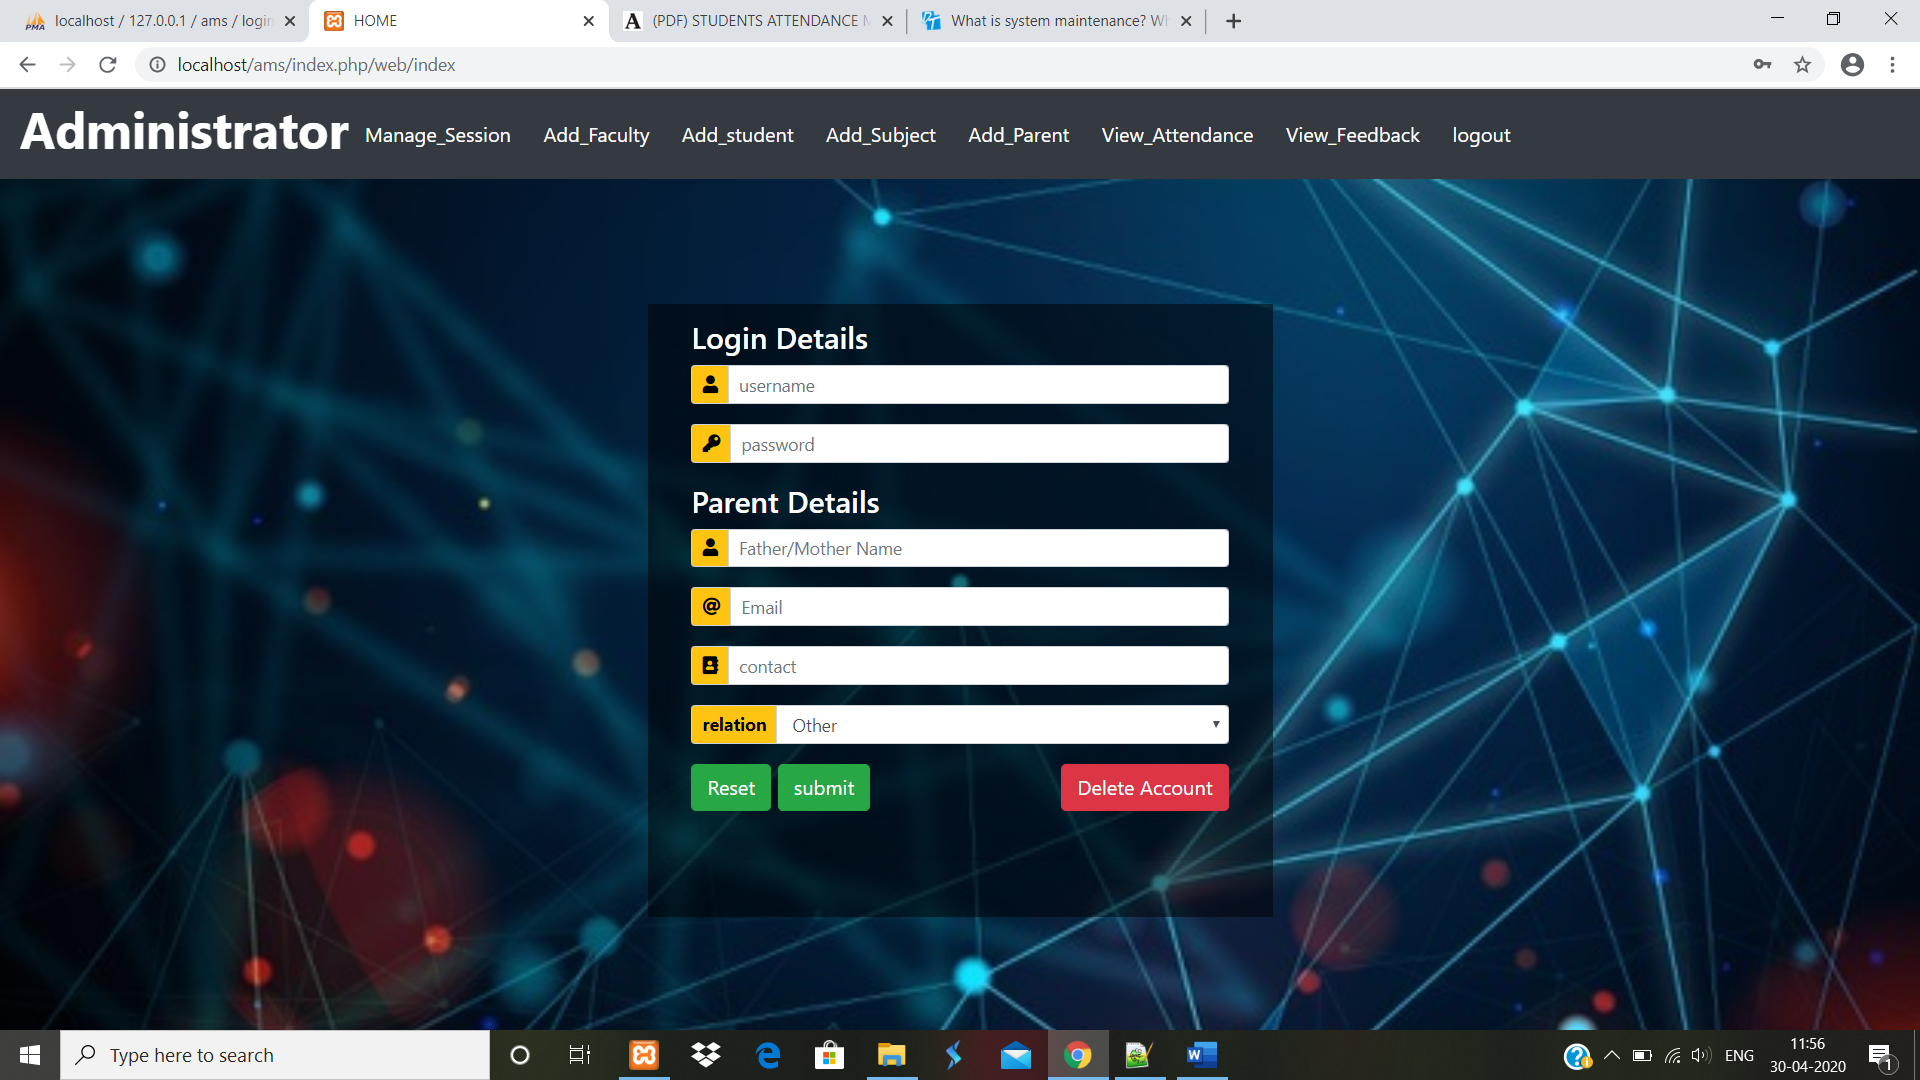 localhost / 127.0.0.1 / ams / login
HOME
(PDF) STUDENTS ATTENDANCE M
What is system maintenance? Wh
localhost/ams/index.php/web/index
Administrator
Manage_Session
Add_Faculty
Add_student
Add_Subject
Add_Parent
View_Attendance
View_Feedback
logout
Login Details
username
password
Parent Details
Father/Mother Name
Email
contact
relation Other
Reset submit Delete Account
Type here to search
ENG
11:56
30-04-2020
1